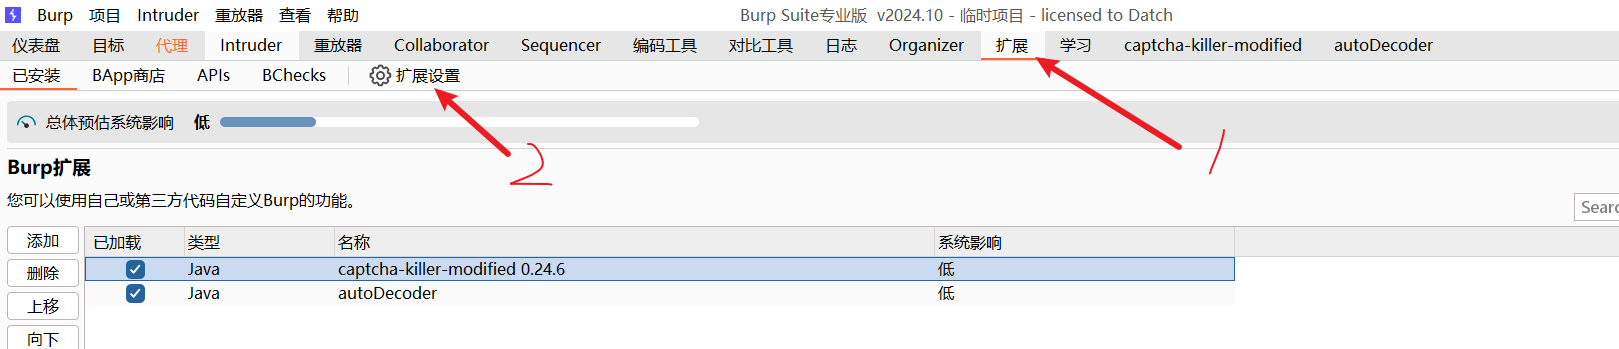 Burp 项目 Intruder 重放器 查看 帮助 Burp Suite专业版 v2024.10 - 临时项目 - licensed to Datch
仪表盘 目标 代理 Intruder 重放器 Collaborator Sequencer 编码工具 对比工具 日志 Organizer 扩展 学习 captcha-killer-modified autoDecoder
已安装 BApp商店 APIs BChecks 扩展设置
总体预估系统影响 低
2 1
Burp扩展
您可以使用自己或第三方代码自定义Burp的功能。
Searc
添加 已加载 类型 名称 系统影响
删除 Java captcha-killer-modified 0.24.6 低
Java autoDecoder 低
上移
向下